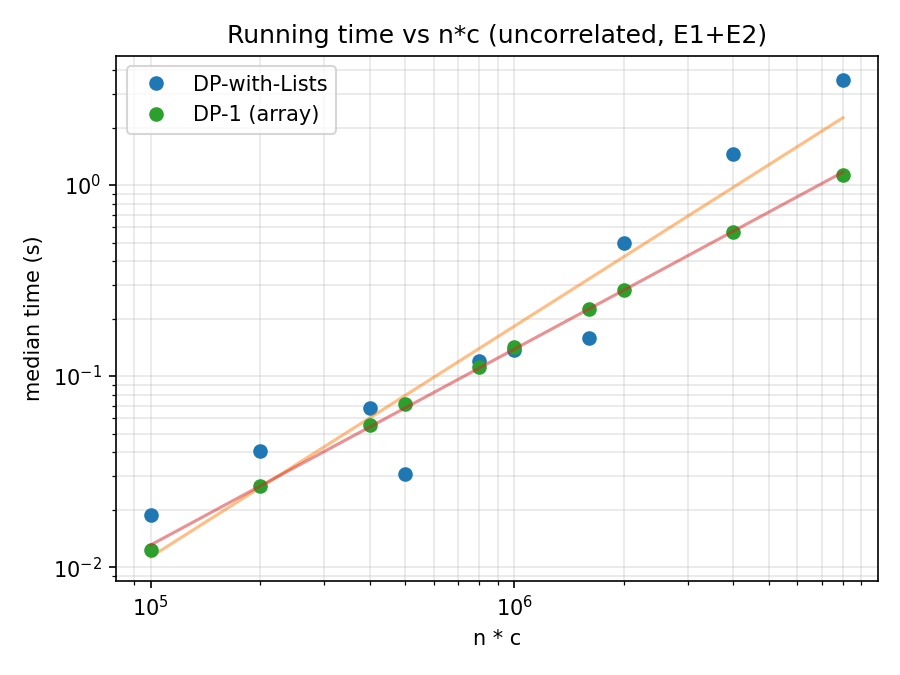 Running time vs n*c (uncorrelated, E1+E2)
DP-with-Lists
DP-1 (array)
median time (s)
10⁰
10⁻¹
10⁻²
10⁵
10⁶
n * c